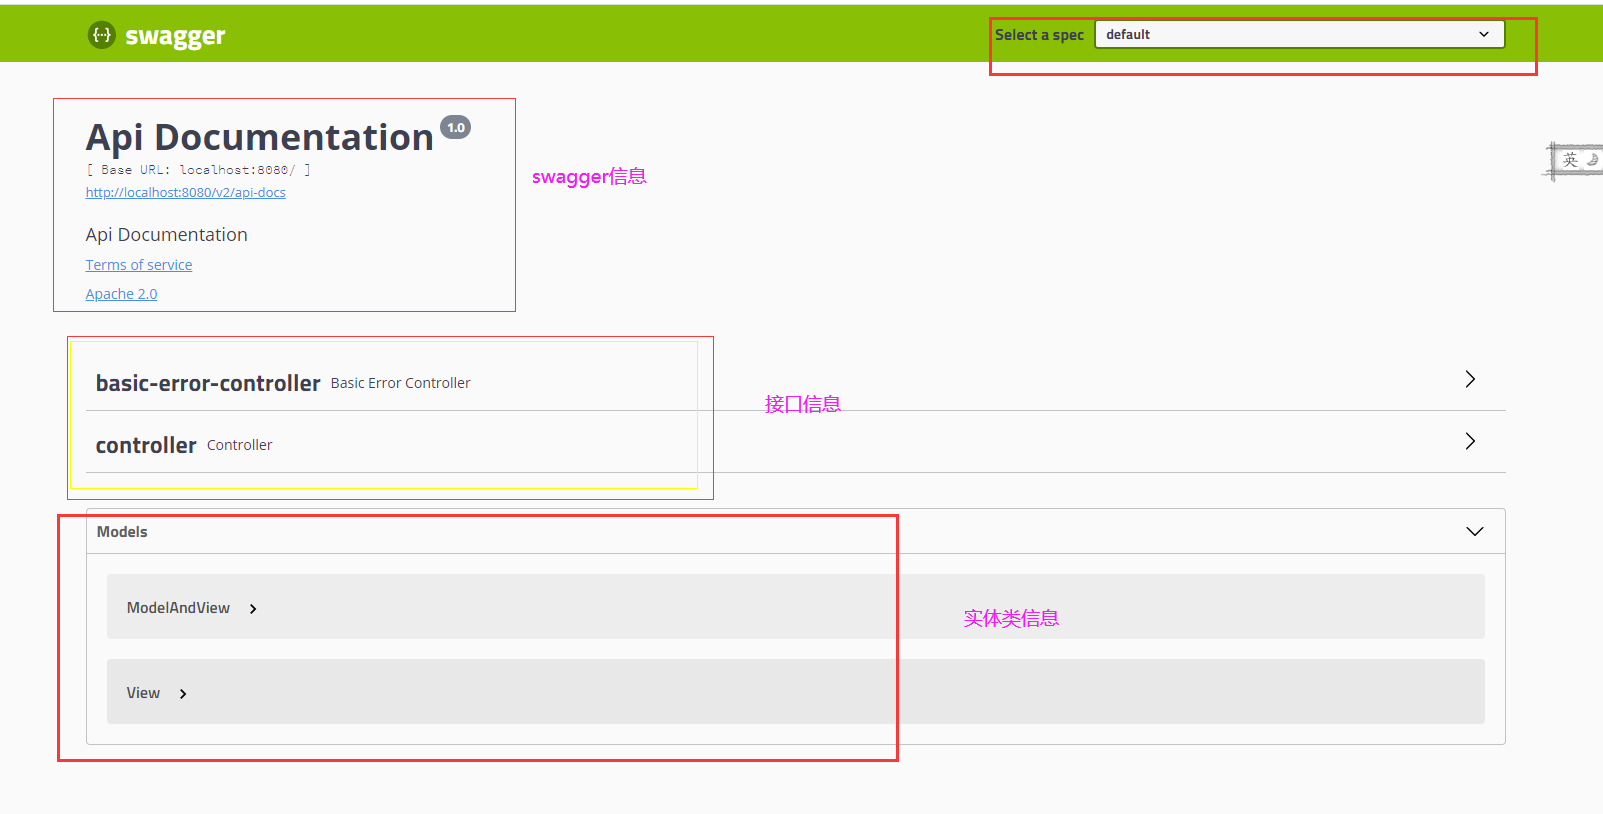 swagger
Select a spec
default
Api Documentation 1.0
[ Base URL: localhost:8080/ ]
http://localhost:8080/v2/api-docs
swagger信息
Api Documentation
Terms of service
Apache 2.0
basic-error-controller Basic Error Controller
接口信息
controller Controller
Models
ModelAndView
实体类信息
View
英